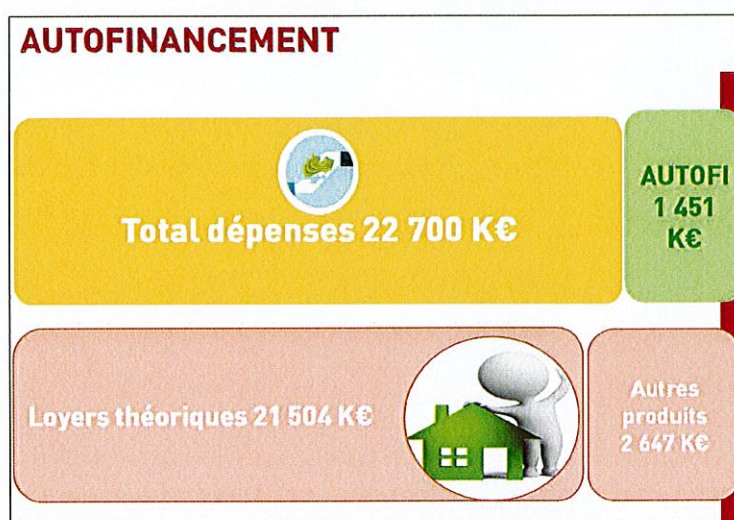 AUTOFINANCEMENT
Total dépenses 22 700 K€
AUTOFI
1 451
K€
Loyers théoriques 21 504 K€
Autres
produits
2 647 K€